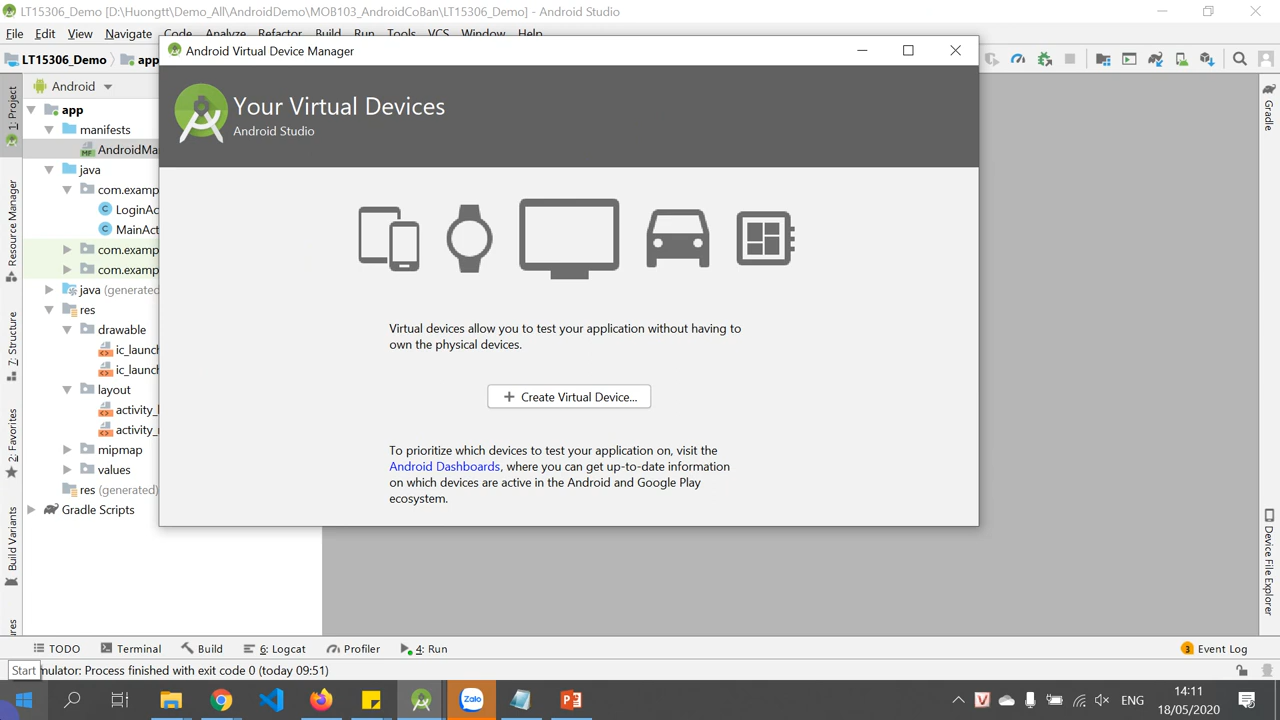 LT15306_Demo [D:\Huongtt\Demo_All\AndroidDemo\MOB103_AndroidCoBan\LT15306_Demo] - Android Studio
File Edit View Navigate Code Analyze Refactor Build Run Tools VCS Window Help
LT15306_Demo app
Android Virtual Device Manager
Your Virtual Devices
Android Studio
1: Project
Resource Manager
Z: Structure
2: Favorites
Build Variants
Android
app
manifests
AndroidMa
java
com.examp
LoginAc
MainAct
com.examp
com.examp
java (generated
res
drawable
ic_launch
ic_launch
layout
activity_l
activity_
mipmap
values
res (generated)
Gradle Scripts
Virtual devices allow you to test your application without having to
own the physical devices.
Create Virtual Device...
To prioritize which devices to test your application on, visit the
Android Dashboards, where you can get up-to-date information
on which devices are active in the Android and Google Play
ecosystem.
Gradle
Device File Explorer
TODO Terminal Build 6: Logcat Profiler 4: Run 3 Event Log
Start
mulator: Process finished with exit code 0 (today 09:51)
Zalo
V
ENG
14:11
18/05/2020